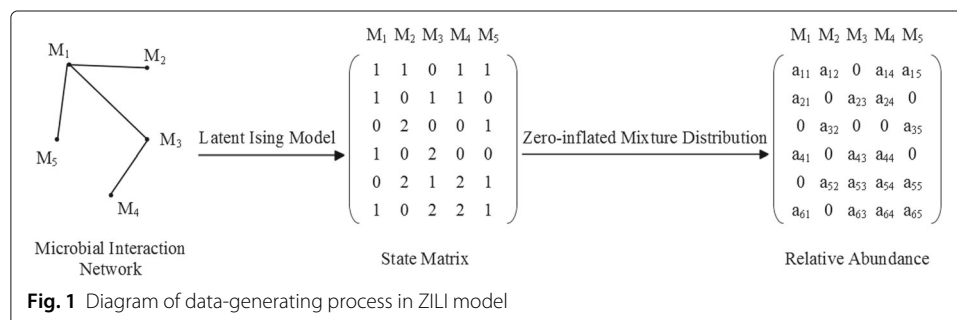 M₁
M₂
M₅
M₃
M₄
Microbial Interaction
Network
Latent Ising Model
M₁ M₂ M₃ M₄ M₅
1 1 0 1 1
1 0 1 1 0
0 2 0 0 1
1 0 2 0 0
0 2 1 2 1
1 0 2 2 1
State Matrix
Zero-inflated Mixture Distribution
M₁ M₂ M₃ M₄ M₅
a₁₁ a₁₂ 0 a₁₄ a₁₅
a₂₁ 0 a₂₃ a₂₄ 0
0 a₃₂ 0 0 a₃₅
a₄₁ 0 a₄₃ a₄₄ 0
0 a₅₂ a₅₃ a₅₄ a₅₅
a₆₁ 0 a₆₃ a₆₄ a₆₅
Relative Abundance
Fig. 1 Diagram of data-generating process in ZILI model